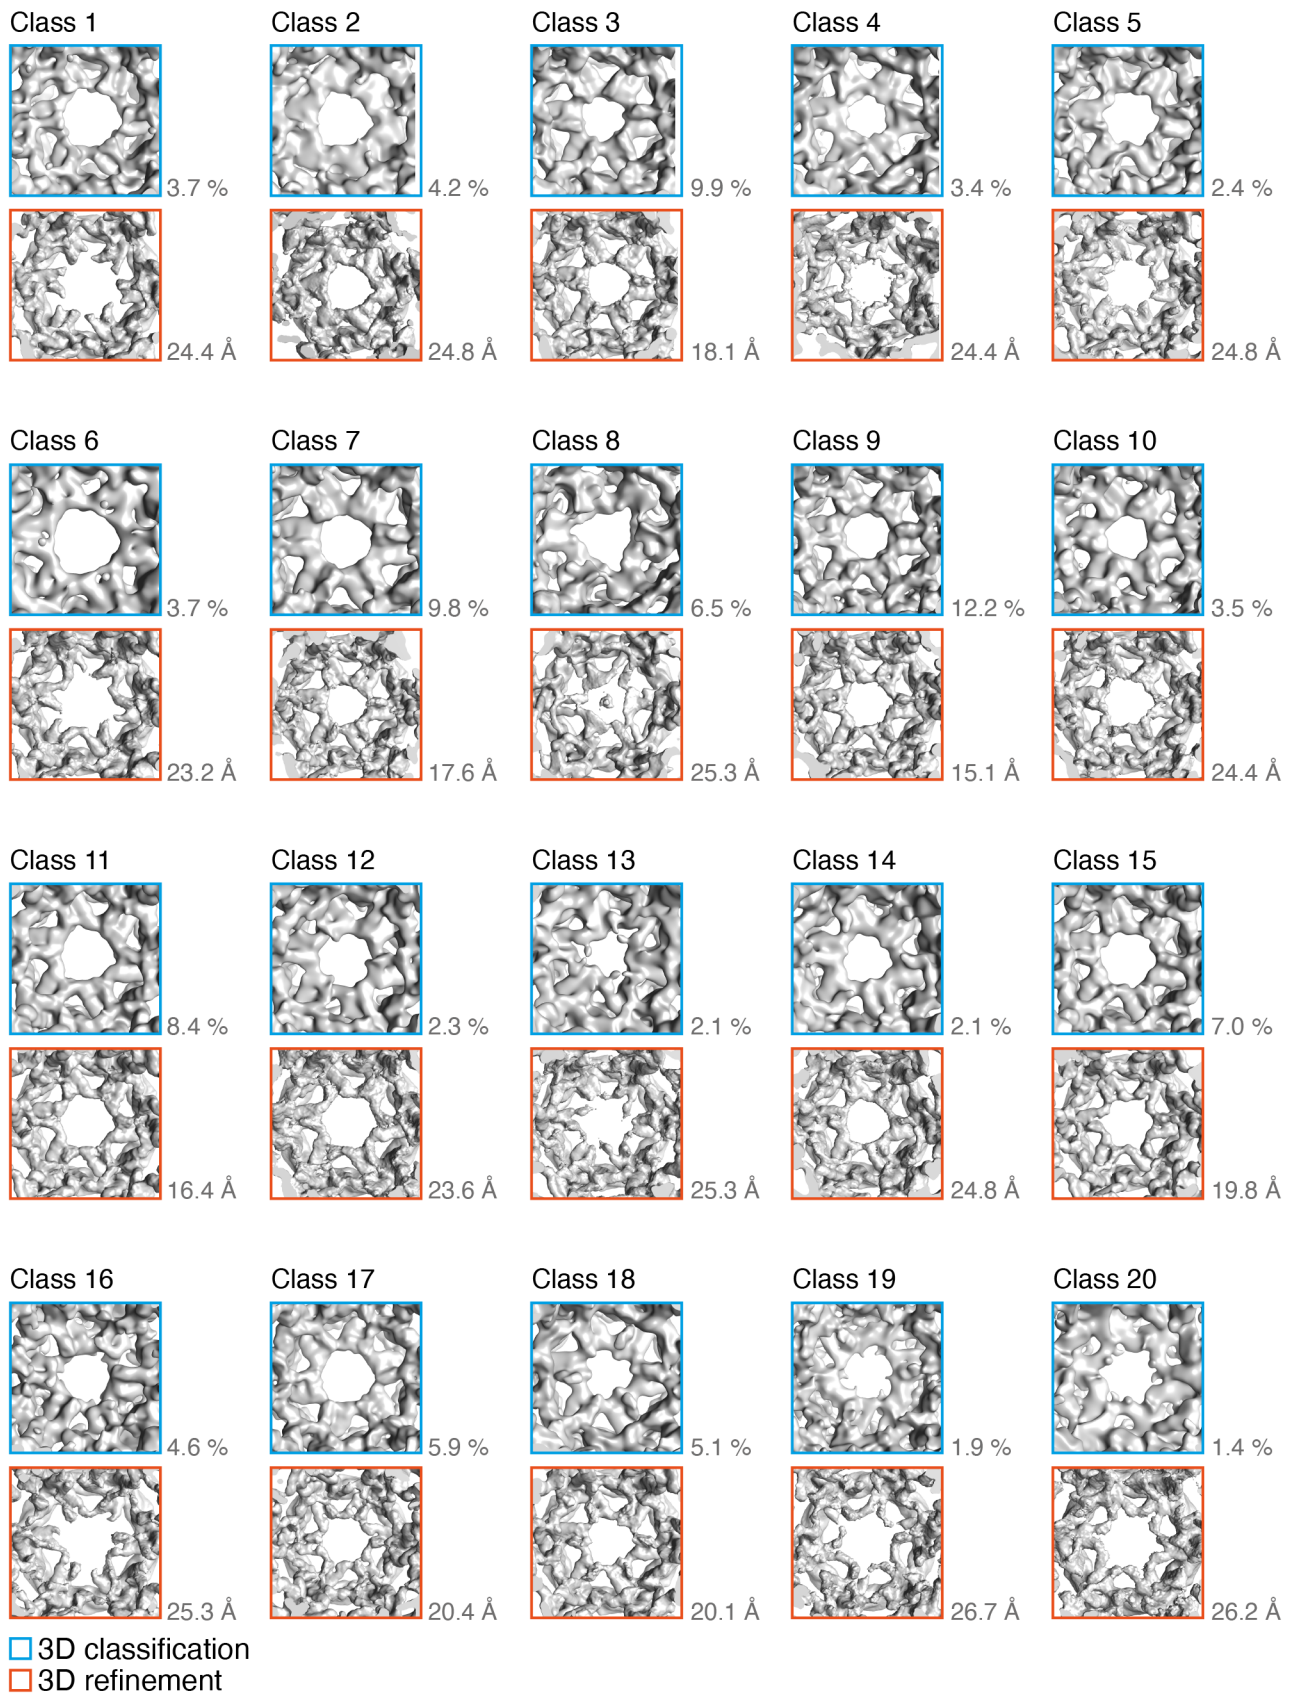 Class 1 Class 2 Class 3 Class 4 Class 5
3.7 % 4.2 % 9.9 % 3.4 % 2.4 %
24.4 Å 24.8 Å 18.1 Å 24.4 Å 24.8 Å
Class 6 Class 7 Class 8 Class 9 Class 10
3.7 % 9.8 % 6.5 % 12.2 % 3.5 %
23.2 Å 17.6 Å 25.3 Å 15.1 Å 24.4 Å
Class 11 Class 12 Class 13 Class 14 Class 15
8.4 % 2.3 % 2.1 % 2.1 % 7.0 %
16.4 Å 23.6 Å 25.3 Å 24.8 Å 19.8 Å
Class 16 Class 17 Class 18 Class 19 Class 20
4.6 % 5.9 % 5.1 % 1.9 % 1.4 %
25.3 Å 20.4 Å 20.1 Å 26.7 Å 26.2 Å
3D classification
3D refinement